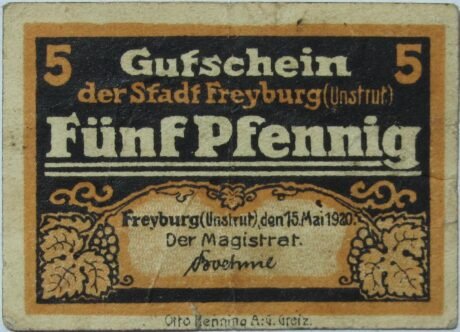 5 Gutschein 5
der Stadt Freyburg (Unstrut)
Fünf Pfennig
Freyburg (Unstrut), den 15. Mai 1920.
Der Magistrat.
Boehme
Otto Henning A.G. Greiz.